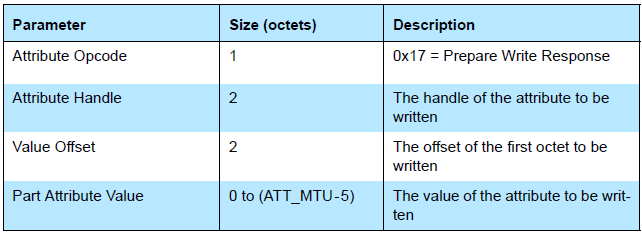 Parameter Size (octets) Description
Attribute Opcode 1 0x17 = Prepare Write Response
Attribute Handle 2 The handle of the attribute to be
written
Value Offset 2 The offset of the first octet to be
written
Part Attribute Value 0 to (ATT_MTU-5) The value of the attribute to be writ-
ten